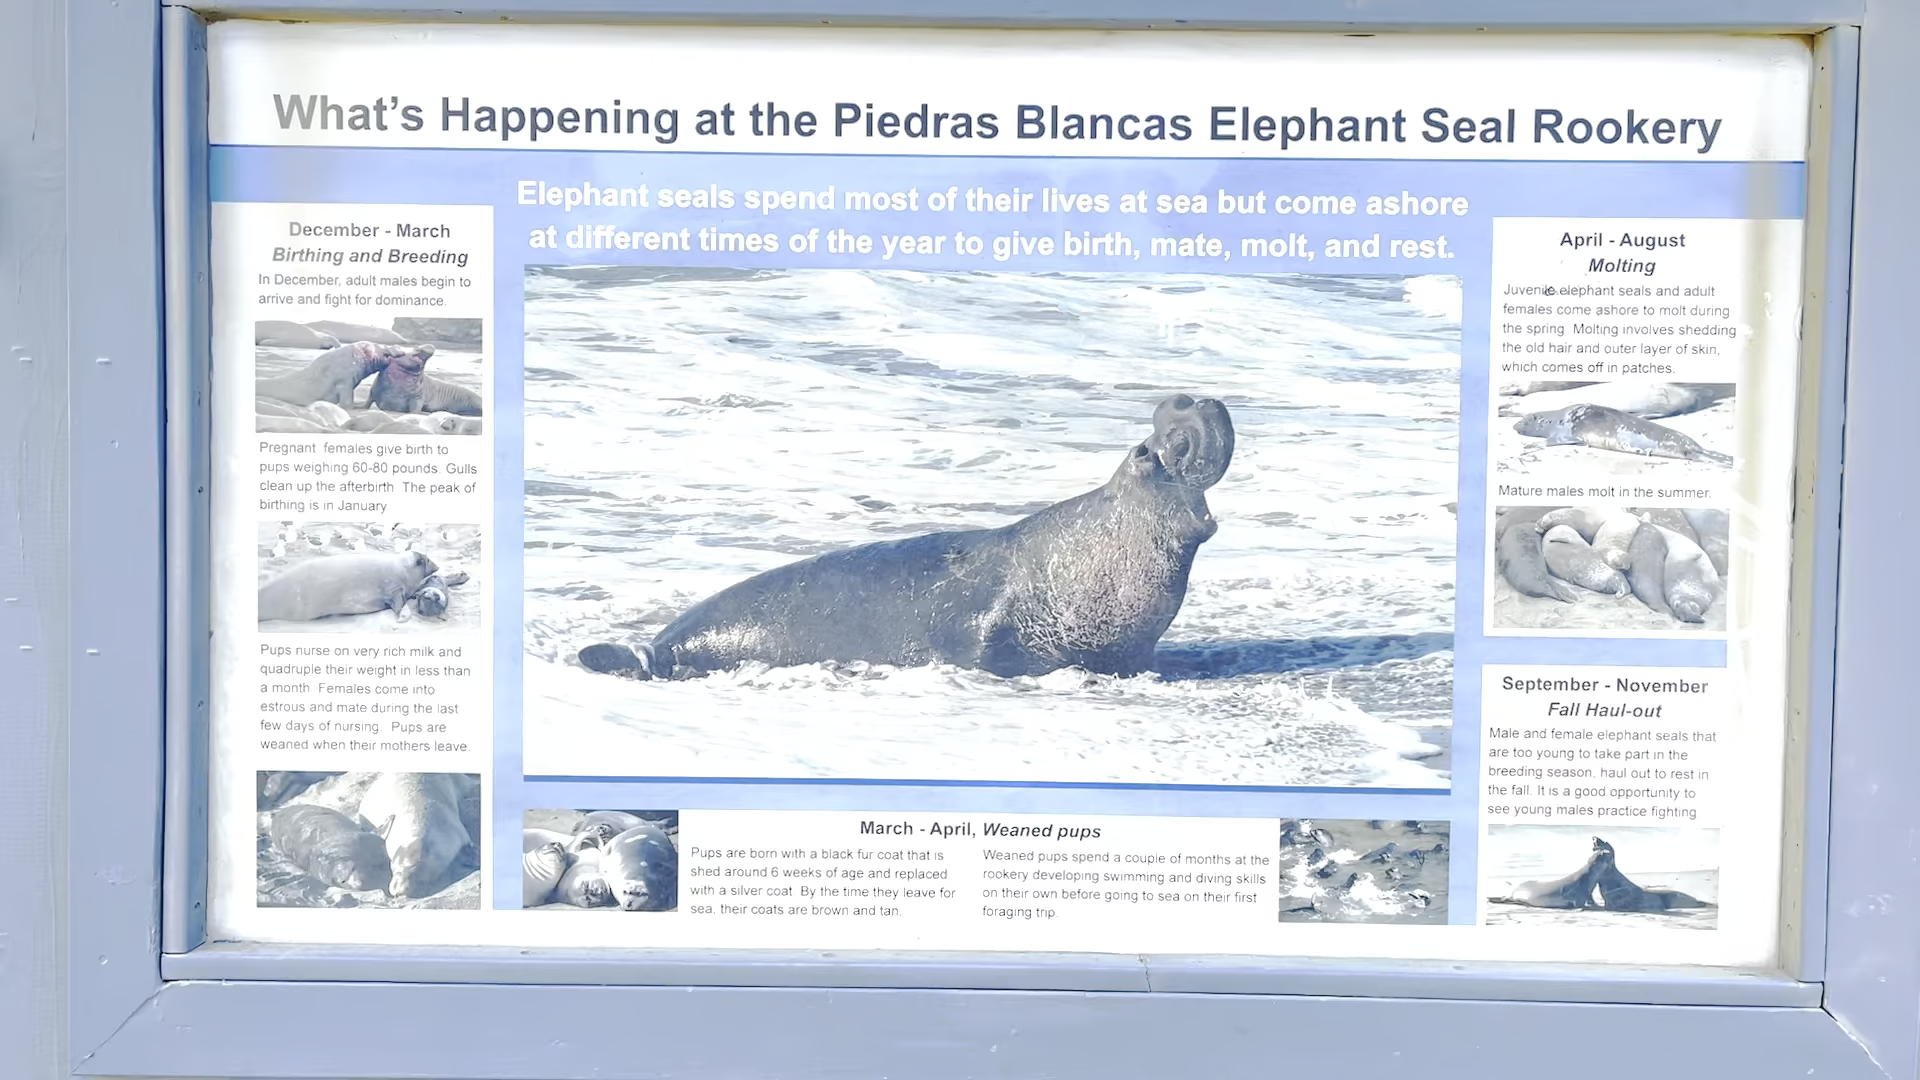 What's Happening at the Piedras Blancas Elephant Seal Rookery
Elephant seals spend most of their lives at sea but come ashore
at different times of the year to give birth, mate, molt, and rest.
December - March
Birthing and Breeding
In December, adult males begin to
arrive and fight for dominance.
Pregnant females give birth to
pups weighing 60-80 pounds. Gulls
clean up the afterbirth The peak of
birthing is in January
Pups nurse on very rich milk and
quadruple their weight in less than
a month Females come into
estrous and mate during the last
few days of nursing. Pups are
weaned when their mothers leave.
March - April, Weaned pups
Pups are born with a black fur coat that is
shed around 6 weeks of age and replaced
with a silver coat By the time they leave for
sea, their coats are brown and tan.
Weaned pups spend a couple of months at the
rookery developing swimming and diving skills
on their own before going to sea on their first
foraging trip.
April - August
Molting
Juvenile elephant seals and adult
females come ashore to molt during
the spring Molting involves shedding
the old hair and outer layer of skin,
which comes off in patches.
Mature males molt in the summer.
September - November
Fall Haul-out
Male and female elephant seals that
are too young to take part in the
breeding season, haul out to rest in
the fall. It is a good opportunity to
see young males practice fighting